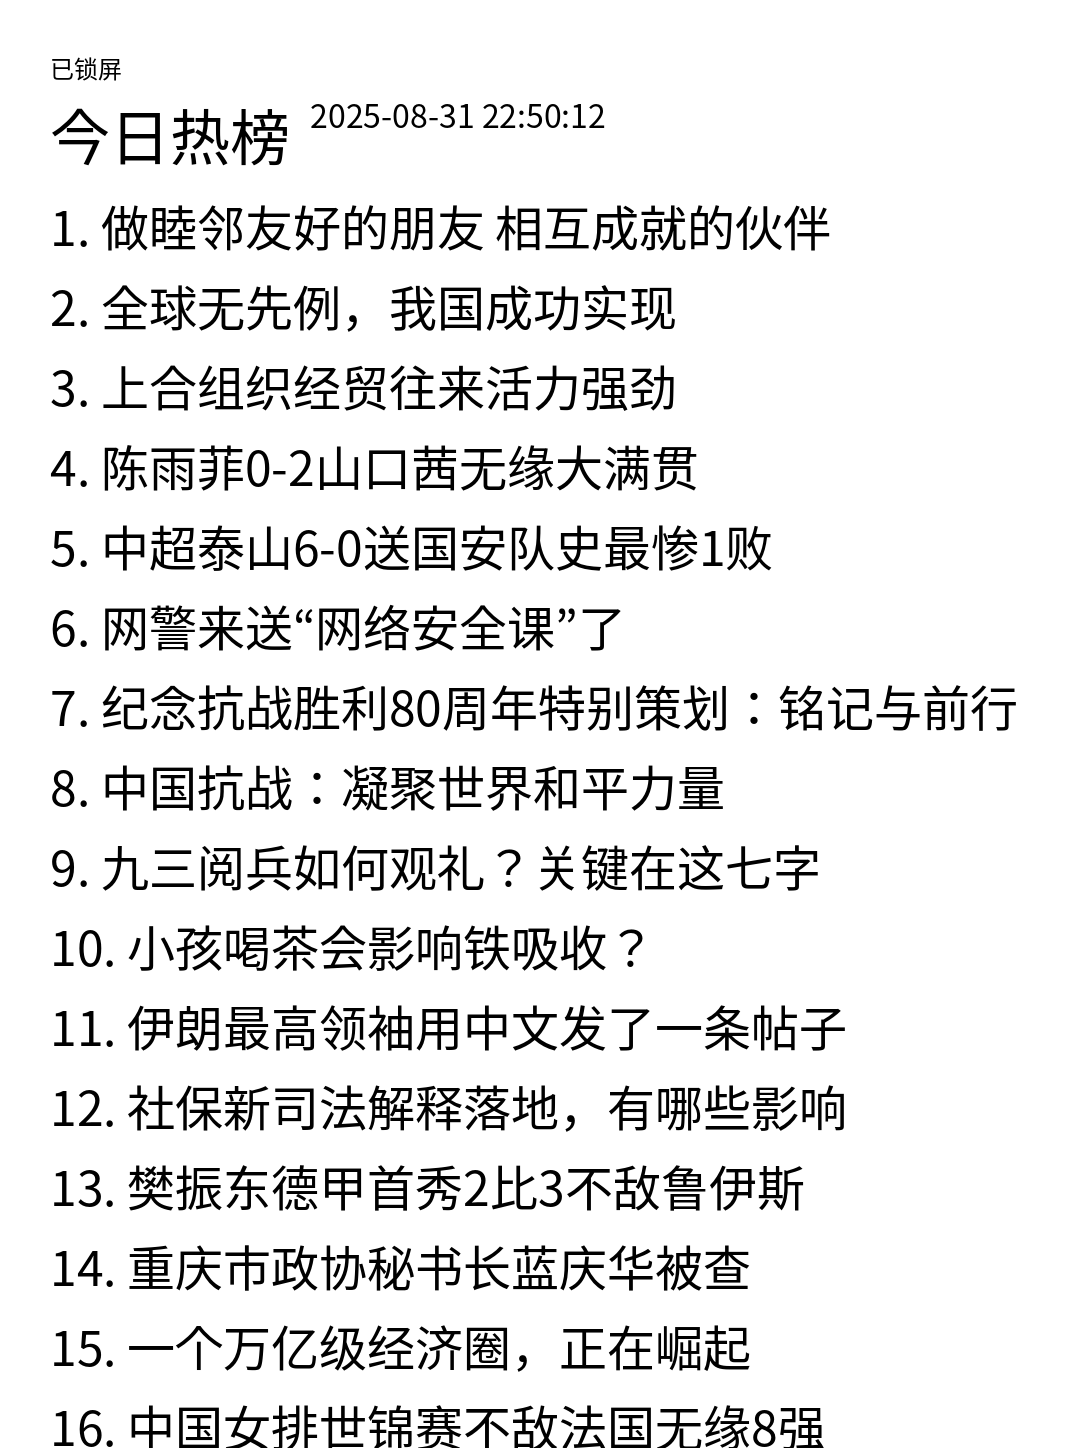 已锁屏
今日热榜 2025-08-31 22:50:12
1. 做睦邻友好的朋友 相互成就的伙伴
2. 全球无先例，我国成功实现
3. 上合组织经贸往来活力强劲
4. 陈雨菲0-2山口茜无缘大满贯
5. 中超泰山6-0送国安队史最惨1败
6. 网警来送“网络安全课”了
7. 纪念抗战胜利80周年特别策划：铭记与前行
8. 中国抗战：凝聚世界和平力量
9. 九三阅兵如何观礼？关键在这七字
10. 小孩喝茶会影响铁吸收？
11. 伊朗最高领袖用中文发了一条帖子
12. 社保新司法解释落地，有哪些影响
13. 樊振东德甲首秀2比3不敌鲁伊斯
14. 重庆市政协秘书长蓝庆华被查
15. 一个万亿级经济圈，正在崛起
16. 中国女排世锦赛不敌法国无缘8强